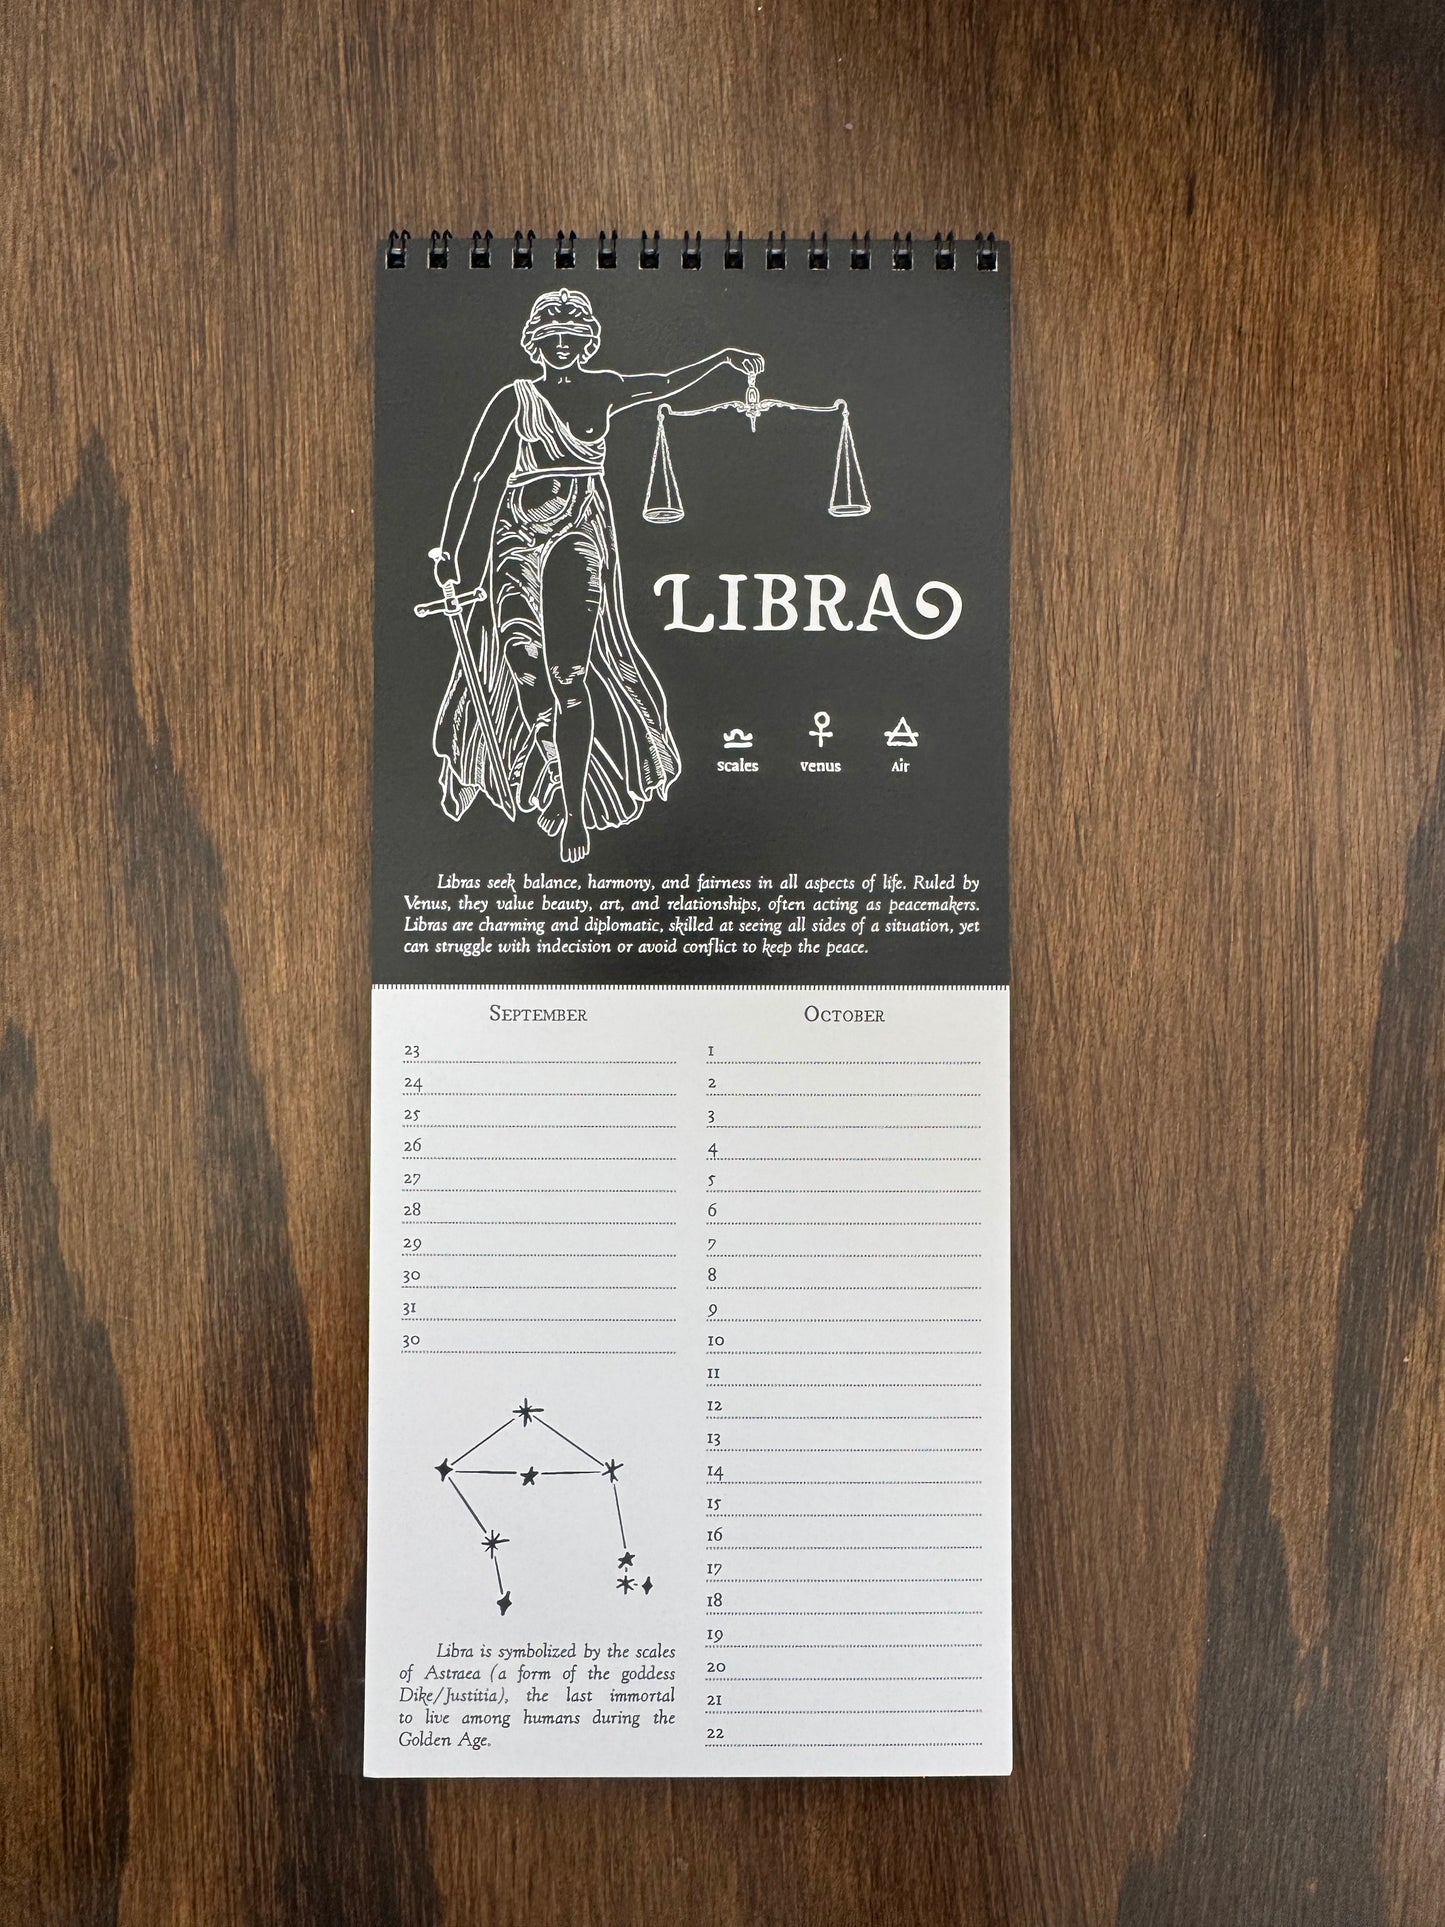 LIBRA
scales venus Air
Libras seek balance, harmony, and fairness in all aspects of life. Ruled by
Venus, they value beauty, art, and relationships, often acting as peacemakers.
Libras are charming and diplomatic, skilled at seeing all sides of a situation, yet
can struggle with indecision or avoid conflict to keep the peace.
September
23
24
25
26
27
28
29
30
31
30
Libra is symbolized by the scales
of Astraea (a form of the goddess
Dike/Justitia), the last immortal
to live among humans during the
Golden Age.
October
1
2
3
4
5
6
7
8
9
10
11
12
13
14
15
16
17
18
19
20
21
22